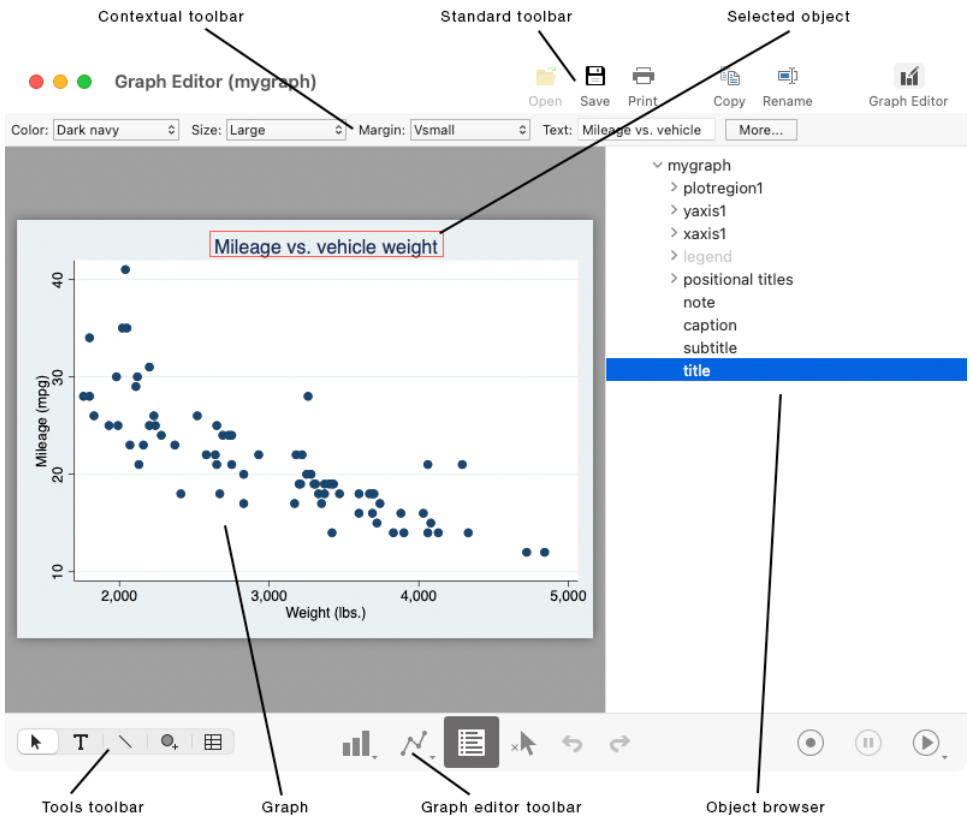 Contextual toolbar Standard toolbar Selected object
Graph Editor (mygraph)
Open Save Print Copy Rename Graph Editor
Color: Dark navy Size: Large Margin: Vsmall Text: Mileage vs. vehicle More...
mygraph
plotregion1
yaxis1
xaxis1
legend
positional titles
note
caption
subtitle
title
Mileage vs. vehicle weight
40
30
20
10
Mileage (mpg)
2,000 3,000 4,000 5,000
Weight (lbs.)
T
Tools toolbar Graph Graph editor toolbar Object browser